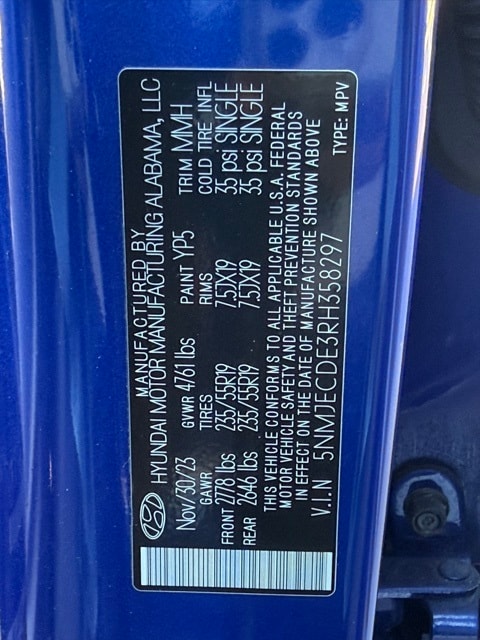 MANUFACTURED BY
HYUNDAI MOTOR MANUFACTURING ALABAMA, LLC
Nov/30/23 GVWR 4761 lbs PAINT YP5 TRIM MMH
GAWR TIRES RIMS COLD TIRE INFL
FRONT 2778 lbs 235/55R19 7.5JX19 35 psi SINGLE
REAR 2646 lbs 235/55R19 7.5JX19 35 psi SINGLE
THIS VEHICLE CONFORMS TO ALL APPLICABLE U.S.A. FEDERAL
MOTOR VEHICLE SAFETY AND THEFT PREVENTION STANDARDS
IN EFFECT ON THE DATE OF MANUFACTURE SHOWN ABOVE
V.I.N 5NMJECDE3RH358297 TYPE: MPV